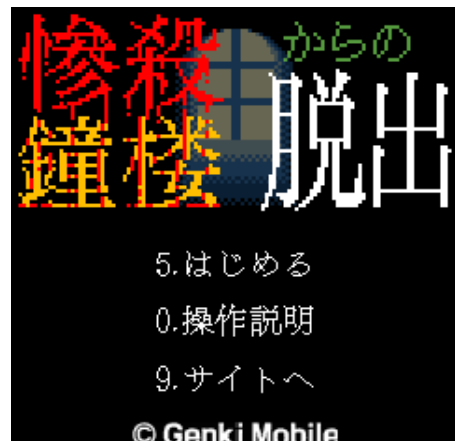 惨殺
鐘楼
からの
脱出
5.はじめる
0.操作説明
9.サイトへ
© Genki Mobile